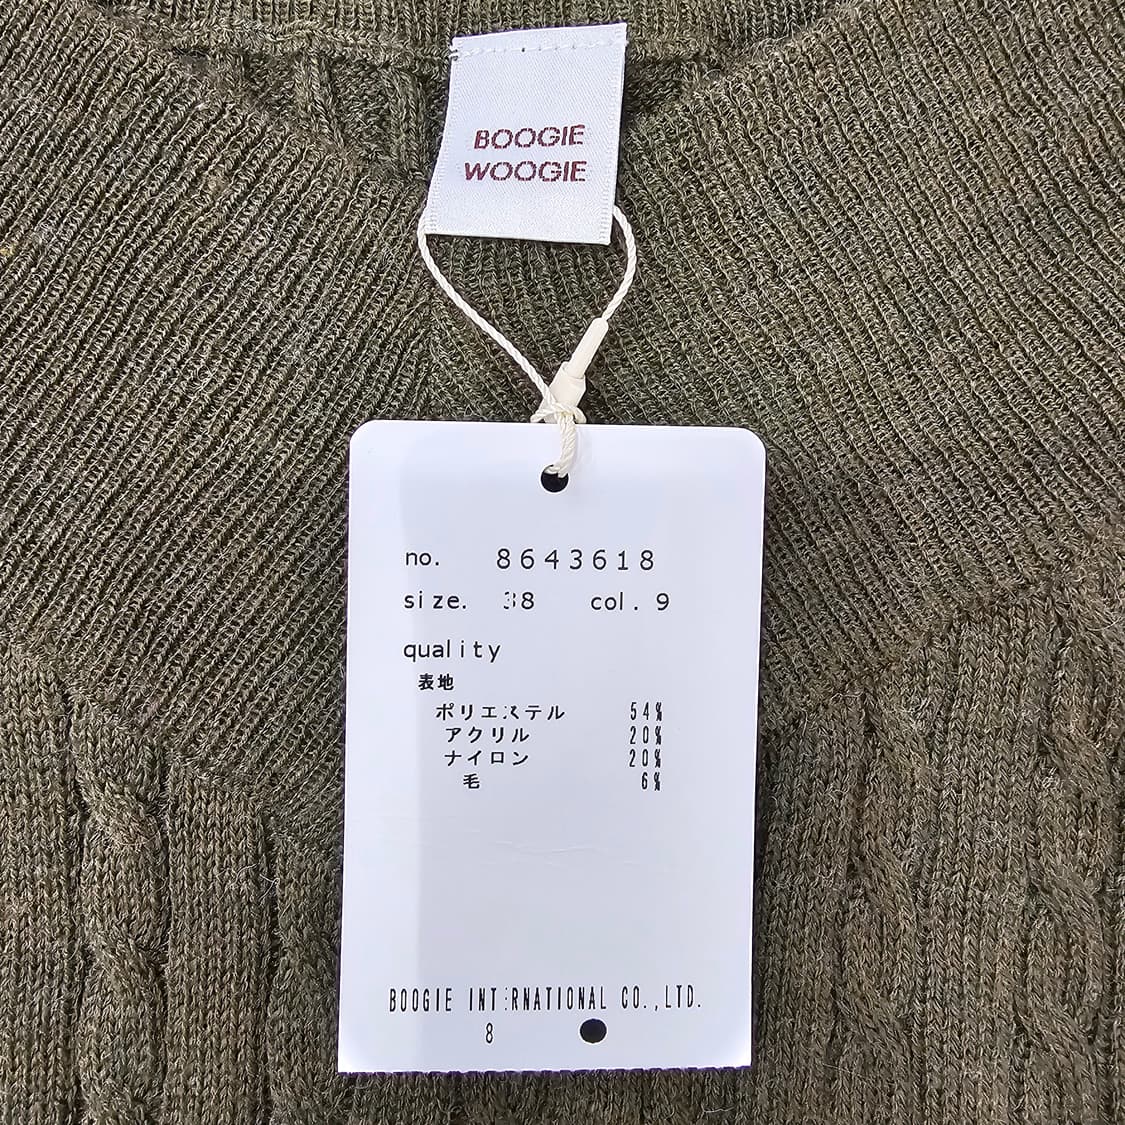 BOOGIE
WOOGIE
no. 8643618
size. 38 col. 9
quality
表地
ポリエステル 54%
アクリル 20%
ナイロン 20%
毛 6%
BOOGIE INTERNATIONAL CO.,LTD.
8